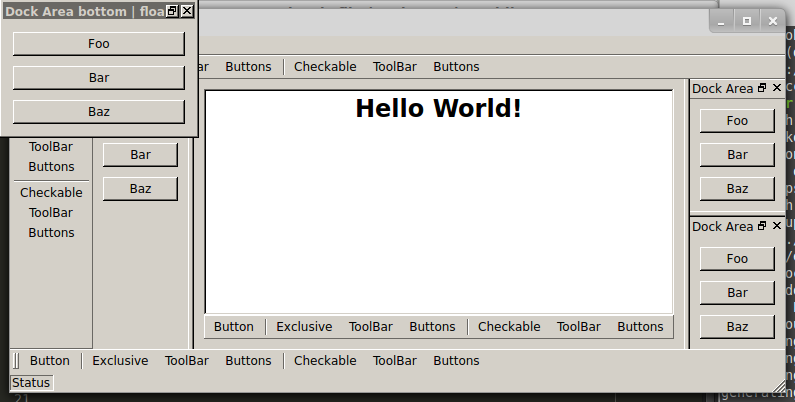 Dock Area bottom | floa
Foo
Bar
Baz
Buttons
Checkable
ToolBar
Buttons
ToolBar
Buttons
Checkable
ToolBar
Buttons
Bar
Baz
Hello World!
Button
Exclusive
ToolBar
Buttons
Checkable
ToolBar
Buttons
Dock Area
Foo
Bar
Baz
Dock Area
Foo
Bar
Baz
Button
Exclusive
ToolBar
Buttons
Checkable
ToolBar
Buttons
Status
21